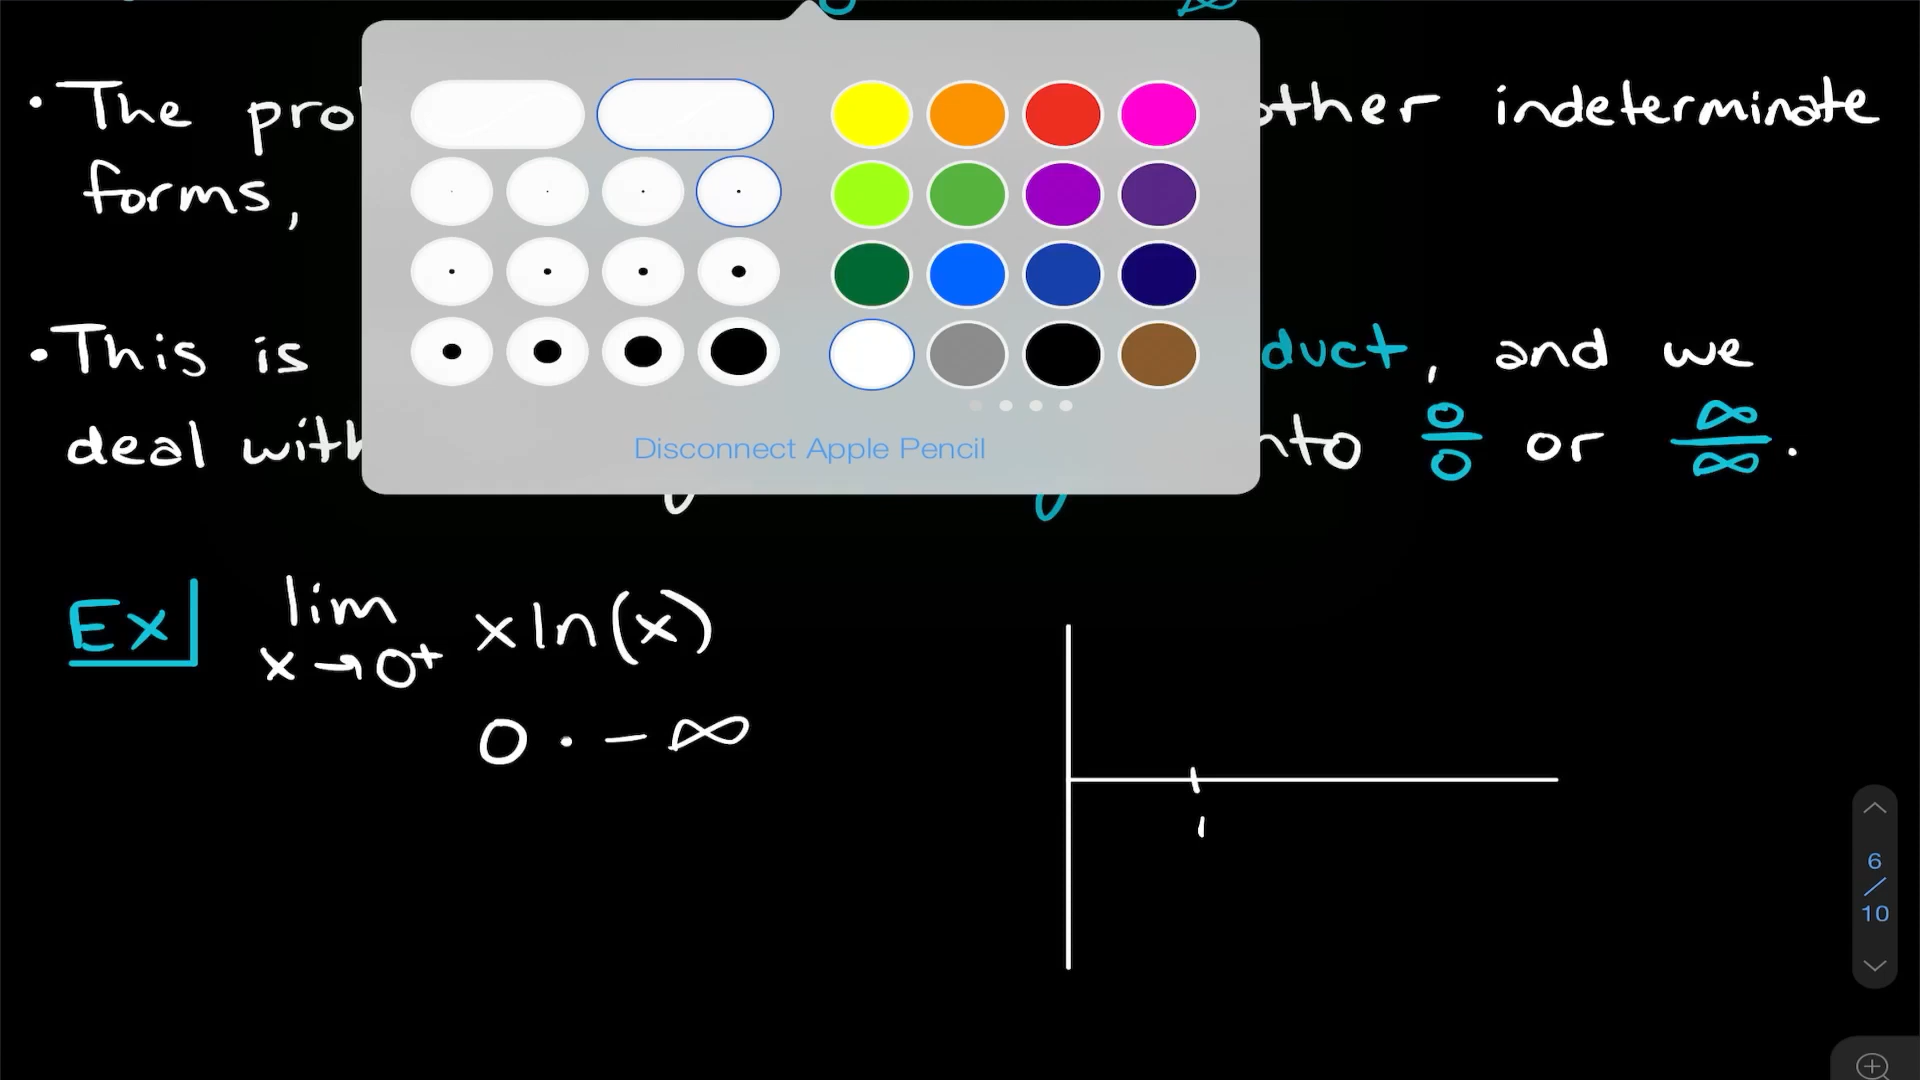 • The pro other indeterminate
forms,
• This is duct, and we
deal with nto 0/0 or ∞/∞.
Disconnect Apple Pencil
Ex lim x→0⁺ x ln(x)
0 · -∞
1
6 / 10